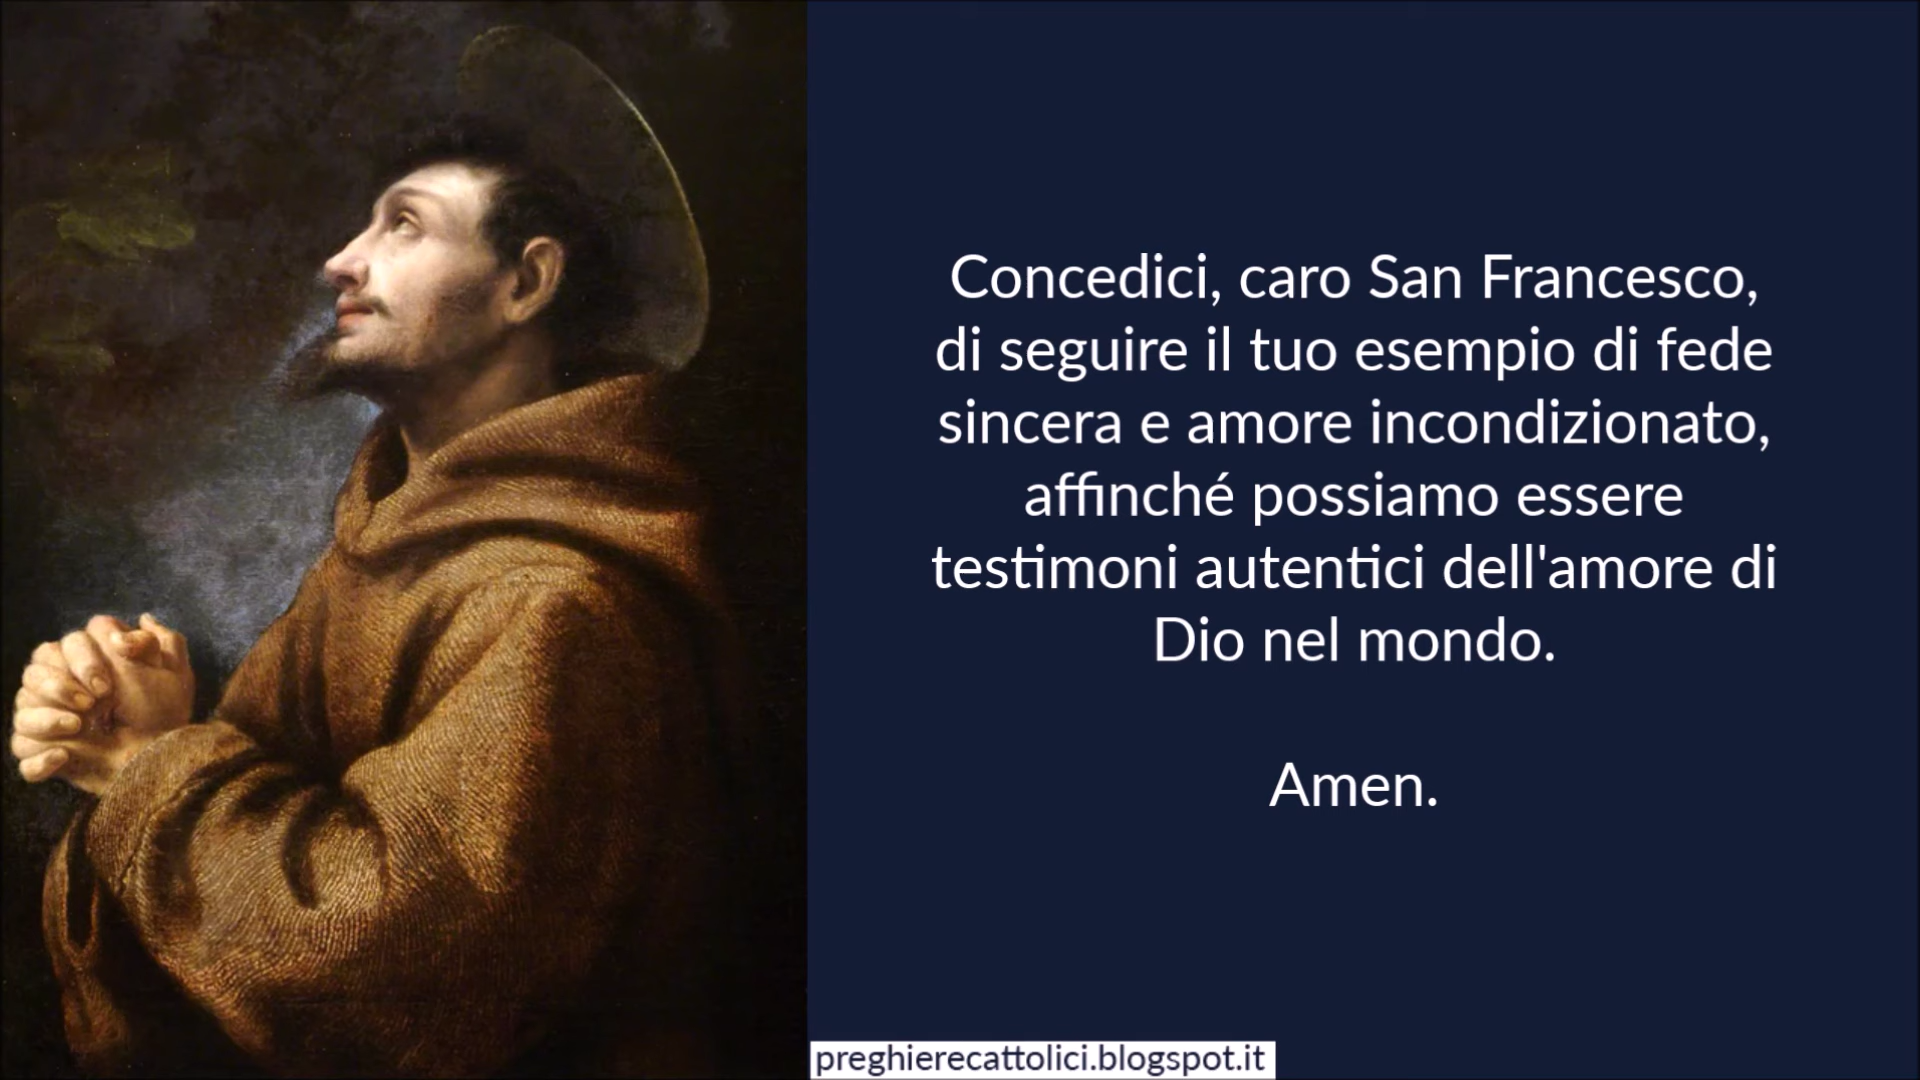 Concedici, caro San Francesco,
di seguire il tuo esempio di fede
sincera e amore incondizionato,
affinché possiamo essere
testimoni autentici dell'amore di
Dio nel mondo.
Amen.
preghierecattolici.blogspot.it